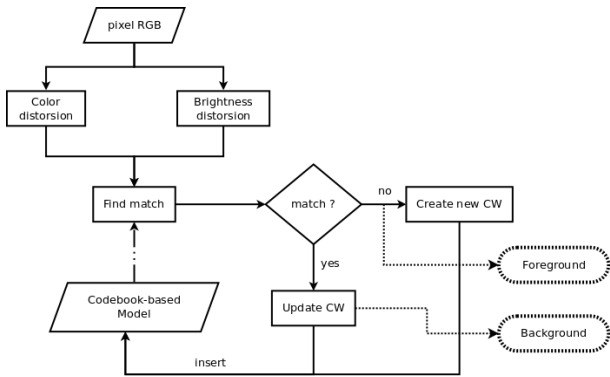 pixel RGB
Color
distorsion
Brightness
distorsion
Find match
match ?
no
Create new CW
yes
Foreground
Codebook-based
Model
Update CW
Background
insert